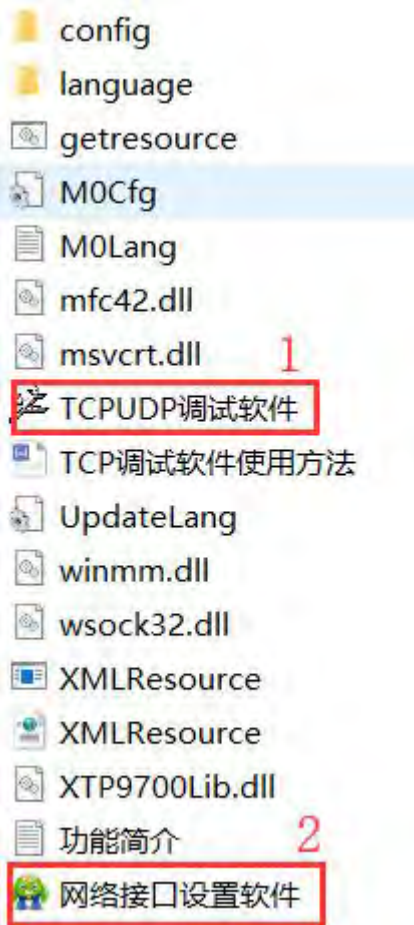 config
language
getresource
M0Cfg
M0Lang
mfc42.dll
msvcrt.dll
1
TCPUDP调试软件
TCP调试软件使用方法
UpdateLang
winmm.dll
wsock32.dll
XMLResource
XMLResource
XTP9700Lib.dll
功能简介
2
网络接口设置软件